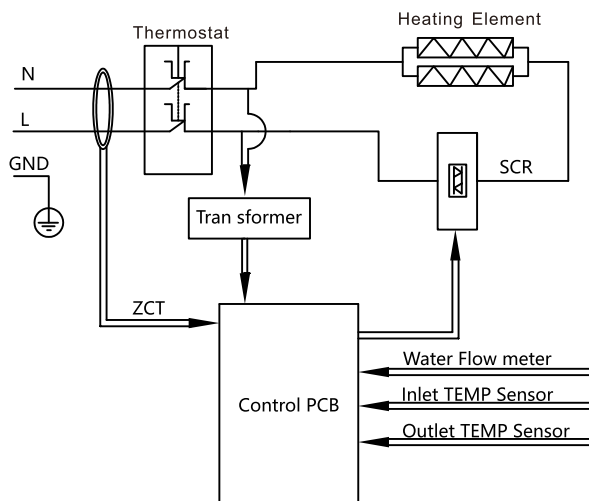 Heating Element
Thermostat
N
L
GND
SCR
Tran sformer
ZCT
Water Flow meter
Inlet TEMP Sensor
Control PCB
Outlet TEMP Sensor